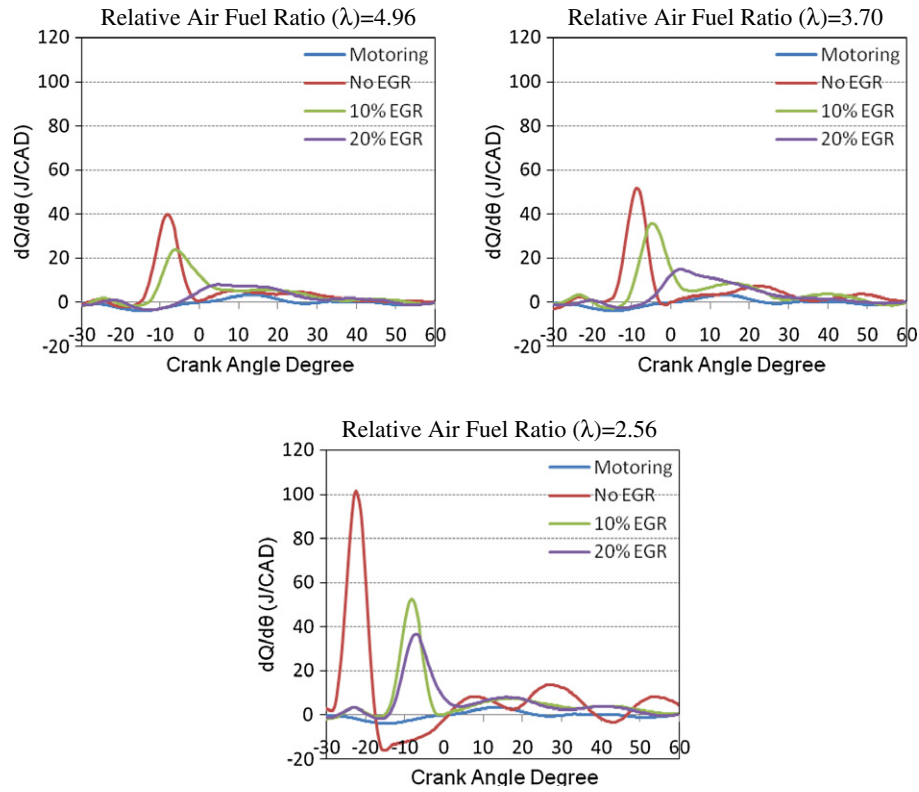 Relative Air Fuel Ratio (λ)=4.96
120
100
80
60
40
20
0
-20
dQ/dθ (J/CAD)
Motoring
No EGR
10% EGR
20% EGR
-30 -20 -10 0 10 20 30 40 50 60
Crank Angle Degree
Relative Air Fuel Ratio (λ)=3.70
120
100
80
60
40
20
0
-20
dQ/dθ (J/CAD)
Motoring
No EGR
10% EGR
20% EGR
-30 -20 -10 0 10 20 30 40 50 60
Crank Angle Degree
Relative Air Fuel Ratio (λ)=2.56
120
100
80
60
40
20
0
-20
dQ/dθ (J/CAD)
Motoring
No EGR
10% EGR
20% EGR
-30 -20 -10 0 10 20 30 40 50 60
Crank Angle Degree